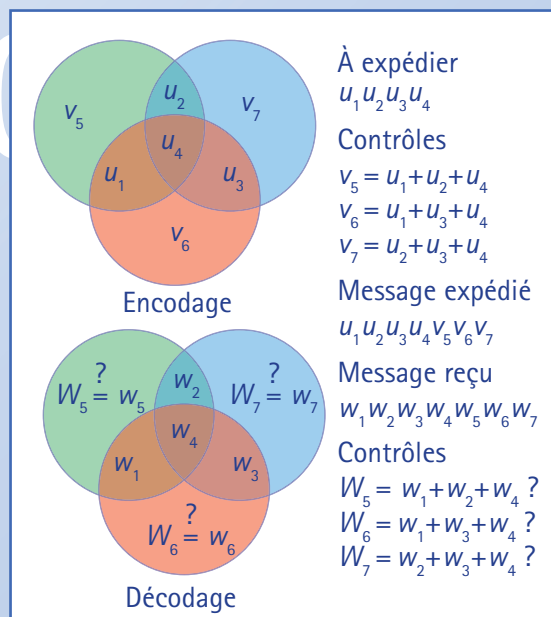 v₅
u₂
v₇
u₄
u₁
u₃
v₆
Encodage
?
W₅ = w₅
w₂
?
W₇ = w₇
w₄
w₁
w₃
?
W₆ = w₆
Décodage
À expédier
u₁u₂u₃u₄
Contrôles
v₅ = u₁+u₂+u₄
v₆ = u₁+u₃+u₄
v₇ = u₂+u₃+u₄
Message expédié
u₁u₂u₃u₄v₅v₆v₇
Message reçu
w₁w₂w₃w₄w₅w₆w₇
Contrôles
W₅ = w₁+w₂+w₄ ?
W₆ = w₁+w₃+w₄ ?
W₇ = w₂+w₃+w₄ ?